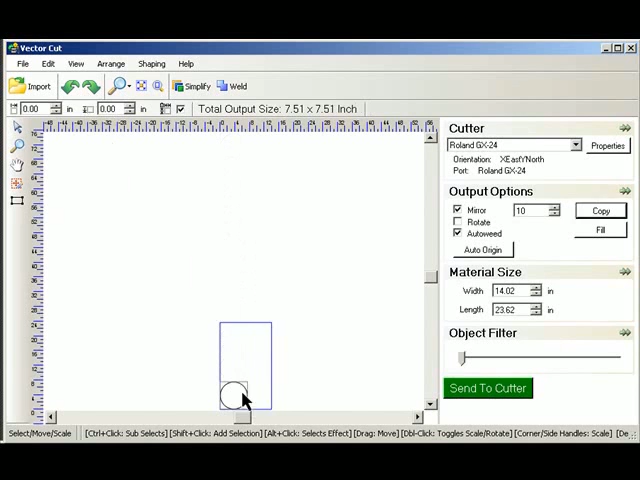 Vector Cut
File Edit View Arrange Shaping Help
Import Simplify Weld
0.00 in 0.00 in Total Output Size: 7.51 x 7.51 Inch
Cutter
Roland GX-24 Properties
Orientation: XEastYNorth
Port: Roland GX-24
Output Options
Mirror 10 Copy
Rotate
Autoweed Fill
Auto Origin
Material Size
Width 14.02 in
Length 23.62 in
Object Filter
Send To Cutter
Select/Move/Scale [Ctrl+Click: Sub Selects] [Shift+Click: Add Selection] [Alt+Click: Selects Effect] [Drag: Move] [Dbl-Click: Toggles Scale/Rotate] [Corner/Side Handles: Scale] [De